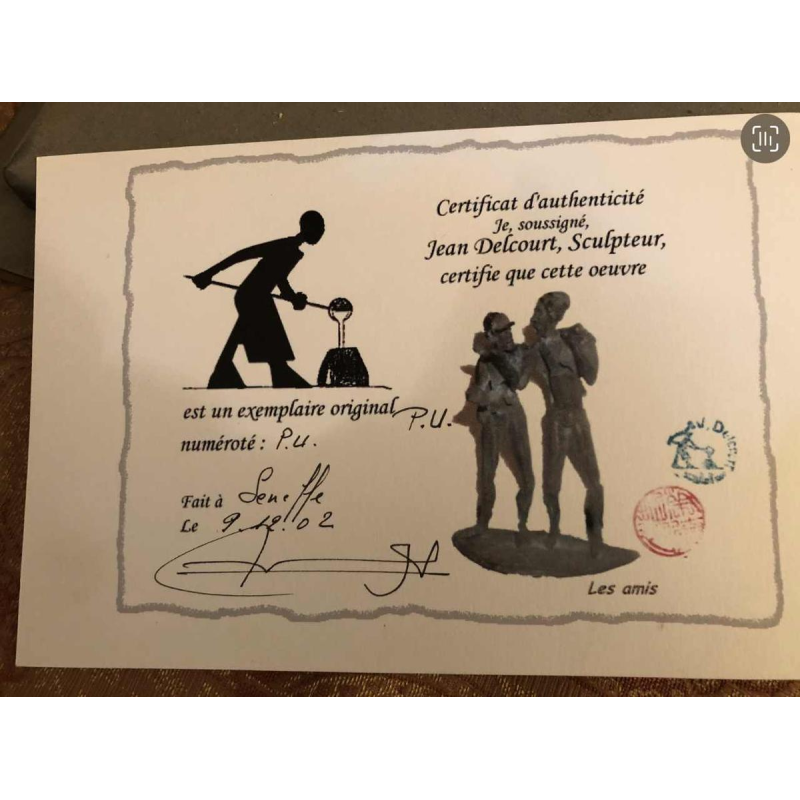 Certificat d'authenticité
Je, soussigné,
Jean Delcourt, Sculpteur,
certifie que cette oeuvre
est un exemplaire original P.U.
numéroté : P.U.
Fait à Seneffe
Le 9.12.02
Les amis